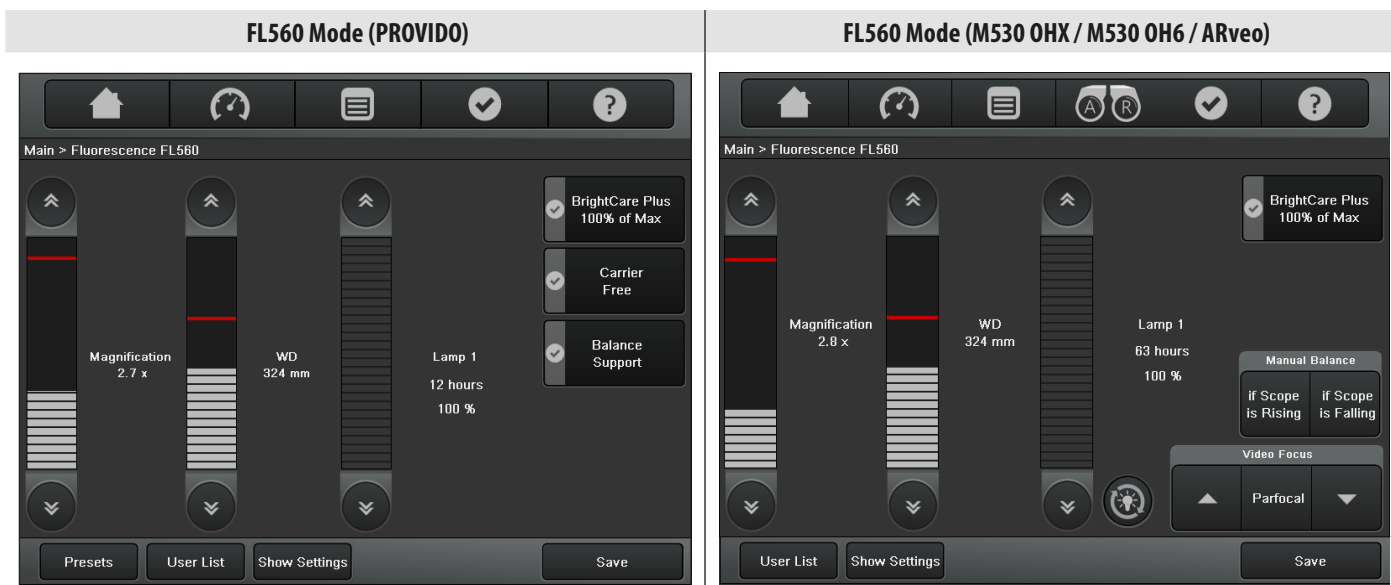 FL560 Mode (PROVIDO)
?
Main > Fluorescence FL560
BrightCare Plus
100% of Max
Carrier
Free
Balance
Support
Magnification
2.7 x
WD
324 mm
Lamp 1
12 hours
100 %
Presets
User List
Show Settings
Save
FL560 Mode (M530 OHX / M530 OH6 / ARveo)
A R
?
Main > Fluorescence FL560
BrightCare Plus
100% of Max
Magnification
2.8 x
WD
324 mm
Lamp 1
63 hours
100 %
Manual Balance
if Scope
is Rising
if Scope
is Falling
Video Focus
Parfocal
User List
Show Settings
Save